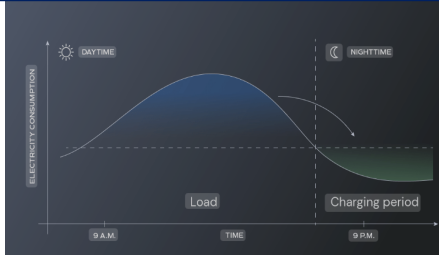 DAYTIME
NIGHTTIME
ELECTRICITY CONSUMPTION
Load
Charging period
9 A.M.
TIME
9 P.M.